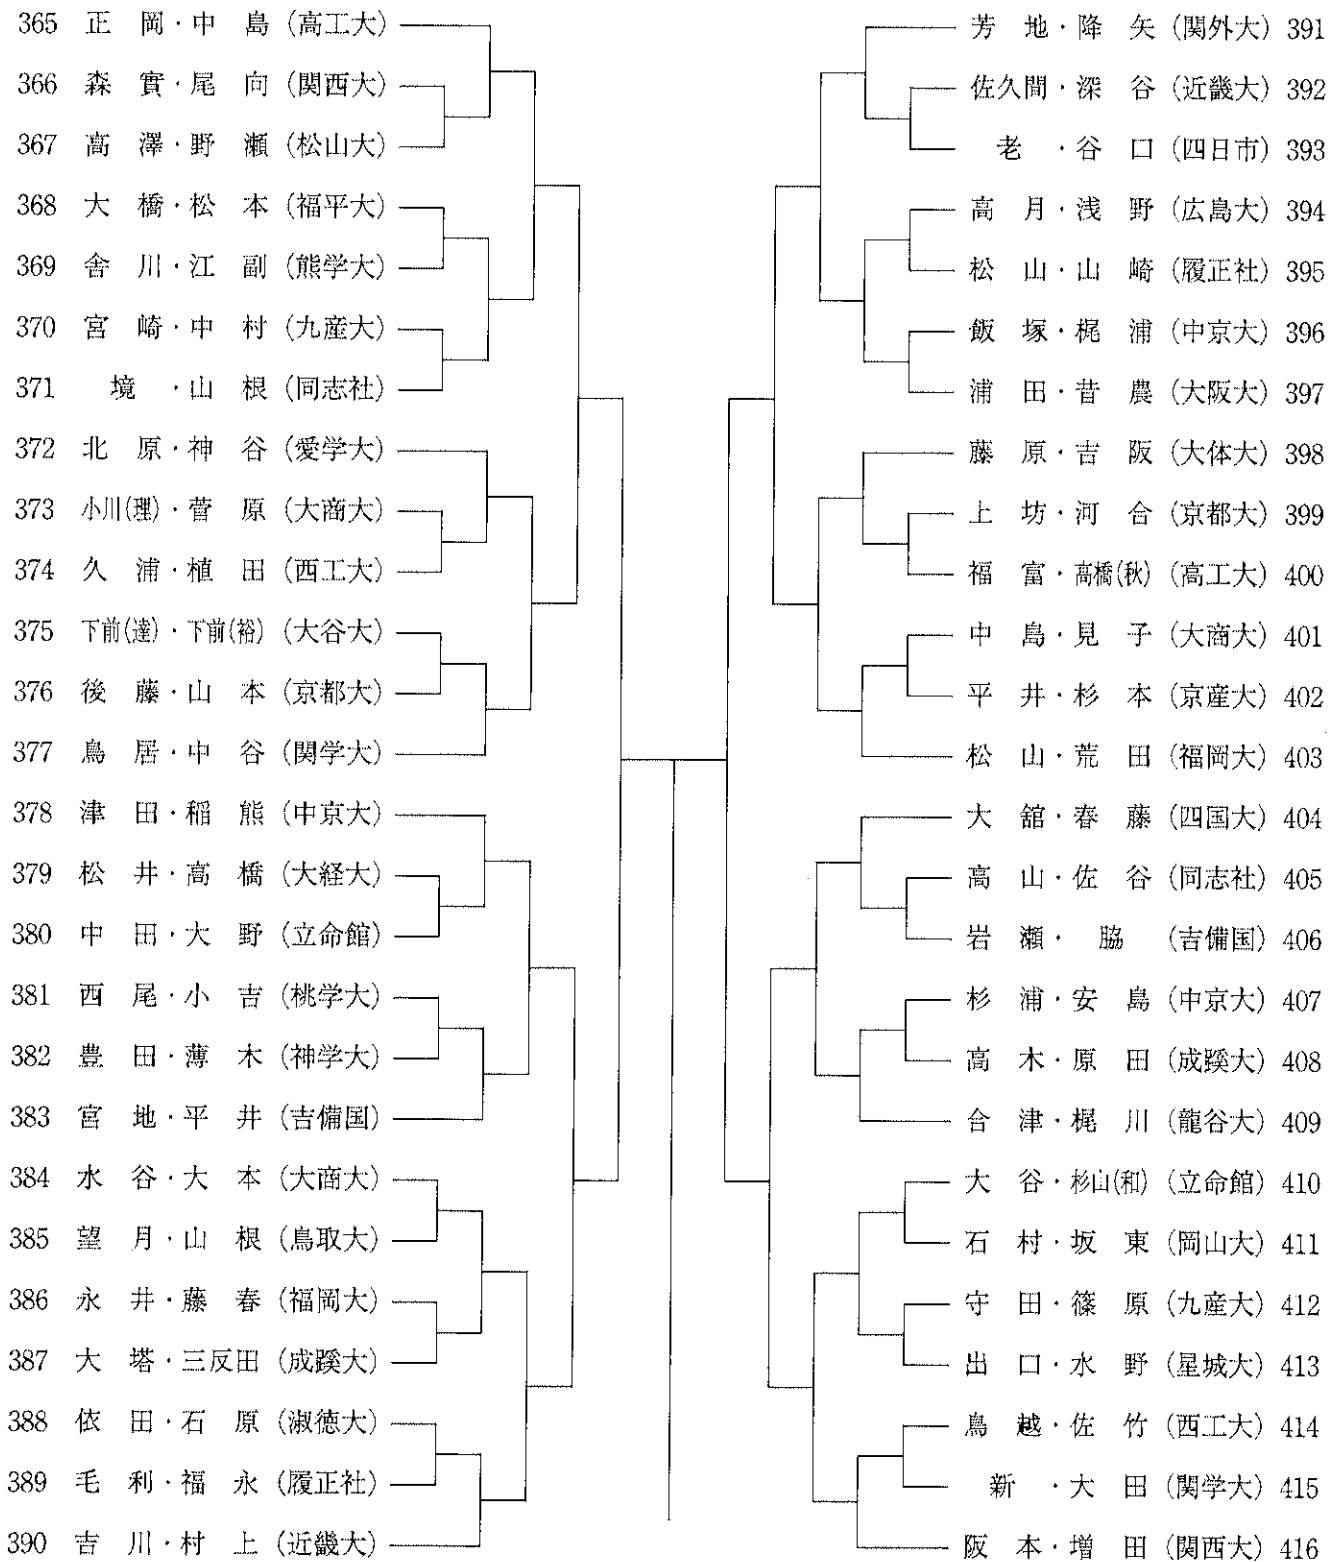 365 正岡・中島（高工大）
366 森實・尾向（関西大）
367 高澤・野瀬（松山大）
368 大橋・松本（福平大）
369 舎川・江副（熊学大）
370 宮崎・中村（九産大）
371 境・山根（同志社）
372 北原・神谷（愛学大）
373 小川(理)・菅原（大商大）
374 久浦・植田（西工大）
375 下前(達)・下前(裕)（大谷大）
376 後藤・山本（京都大）
377 鳥居・中谷（関学大）
378 津田・稲熊（中京大）
379 松井・高橋（大経大）
380 中田・大野（立命館）
381 西尾・小吉（桃学大）
382 豊田・薄木（神学大）
383 宮地・平井（吉備国）
384 水谷・大本（大商大）
385 望月・山根（鳥取大）
386 永井・藤春（福岡大）
387 大塔・三反田（成蹊大）
388 依田・石原（淑徳大）
389 毛利・福永（履正社）
390 吉川・村上（近畿大）
芳地・降矢（関外大）391
佐久間・深谷（近畿大）392
老・谷口（四日市）393
高月・浅野（広島大）394
松山・山崎（履正社）395
飯塚・梶浦（中京大）396
浦田・昔農（大阪大）397
藤原・吉阪（大体大）398
上坊・河合（京都大）399
福富・高橋(秋)（高工大）400
中島・見子（大商大）401
平井・杉本（京産大）402
松山・荒田（福岡大）403
大舘・春藤（四国大）404
高山・佐谷（同志社）405
岩瀬・脇（吉備国）406
杉浦・安島（中京大）407
高木・原田（成蹊大）408
合津・梶川（龍谷大）409
大谷・杉山(和)（立命館）410
石村・坂東（岡山大）411
守田・篠原（九産大）412
出口・水野（星城大）413
鳥越・佐竹（西工大）414
新・大田（関学大）415
阪本・増田（関西大）416